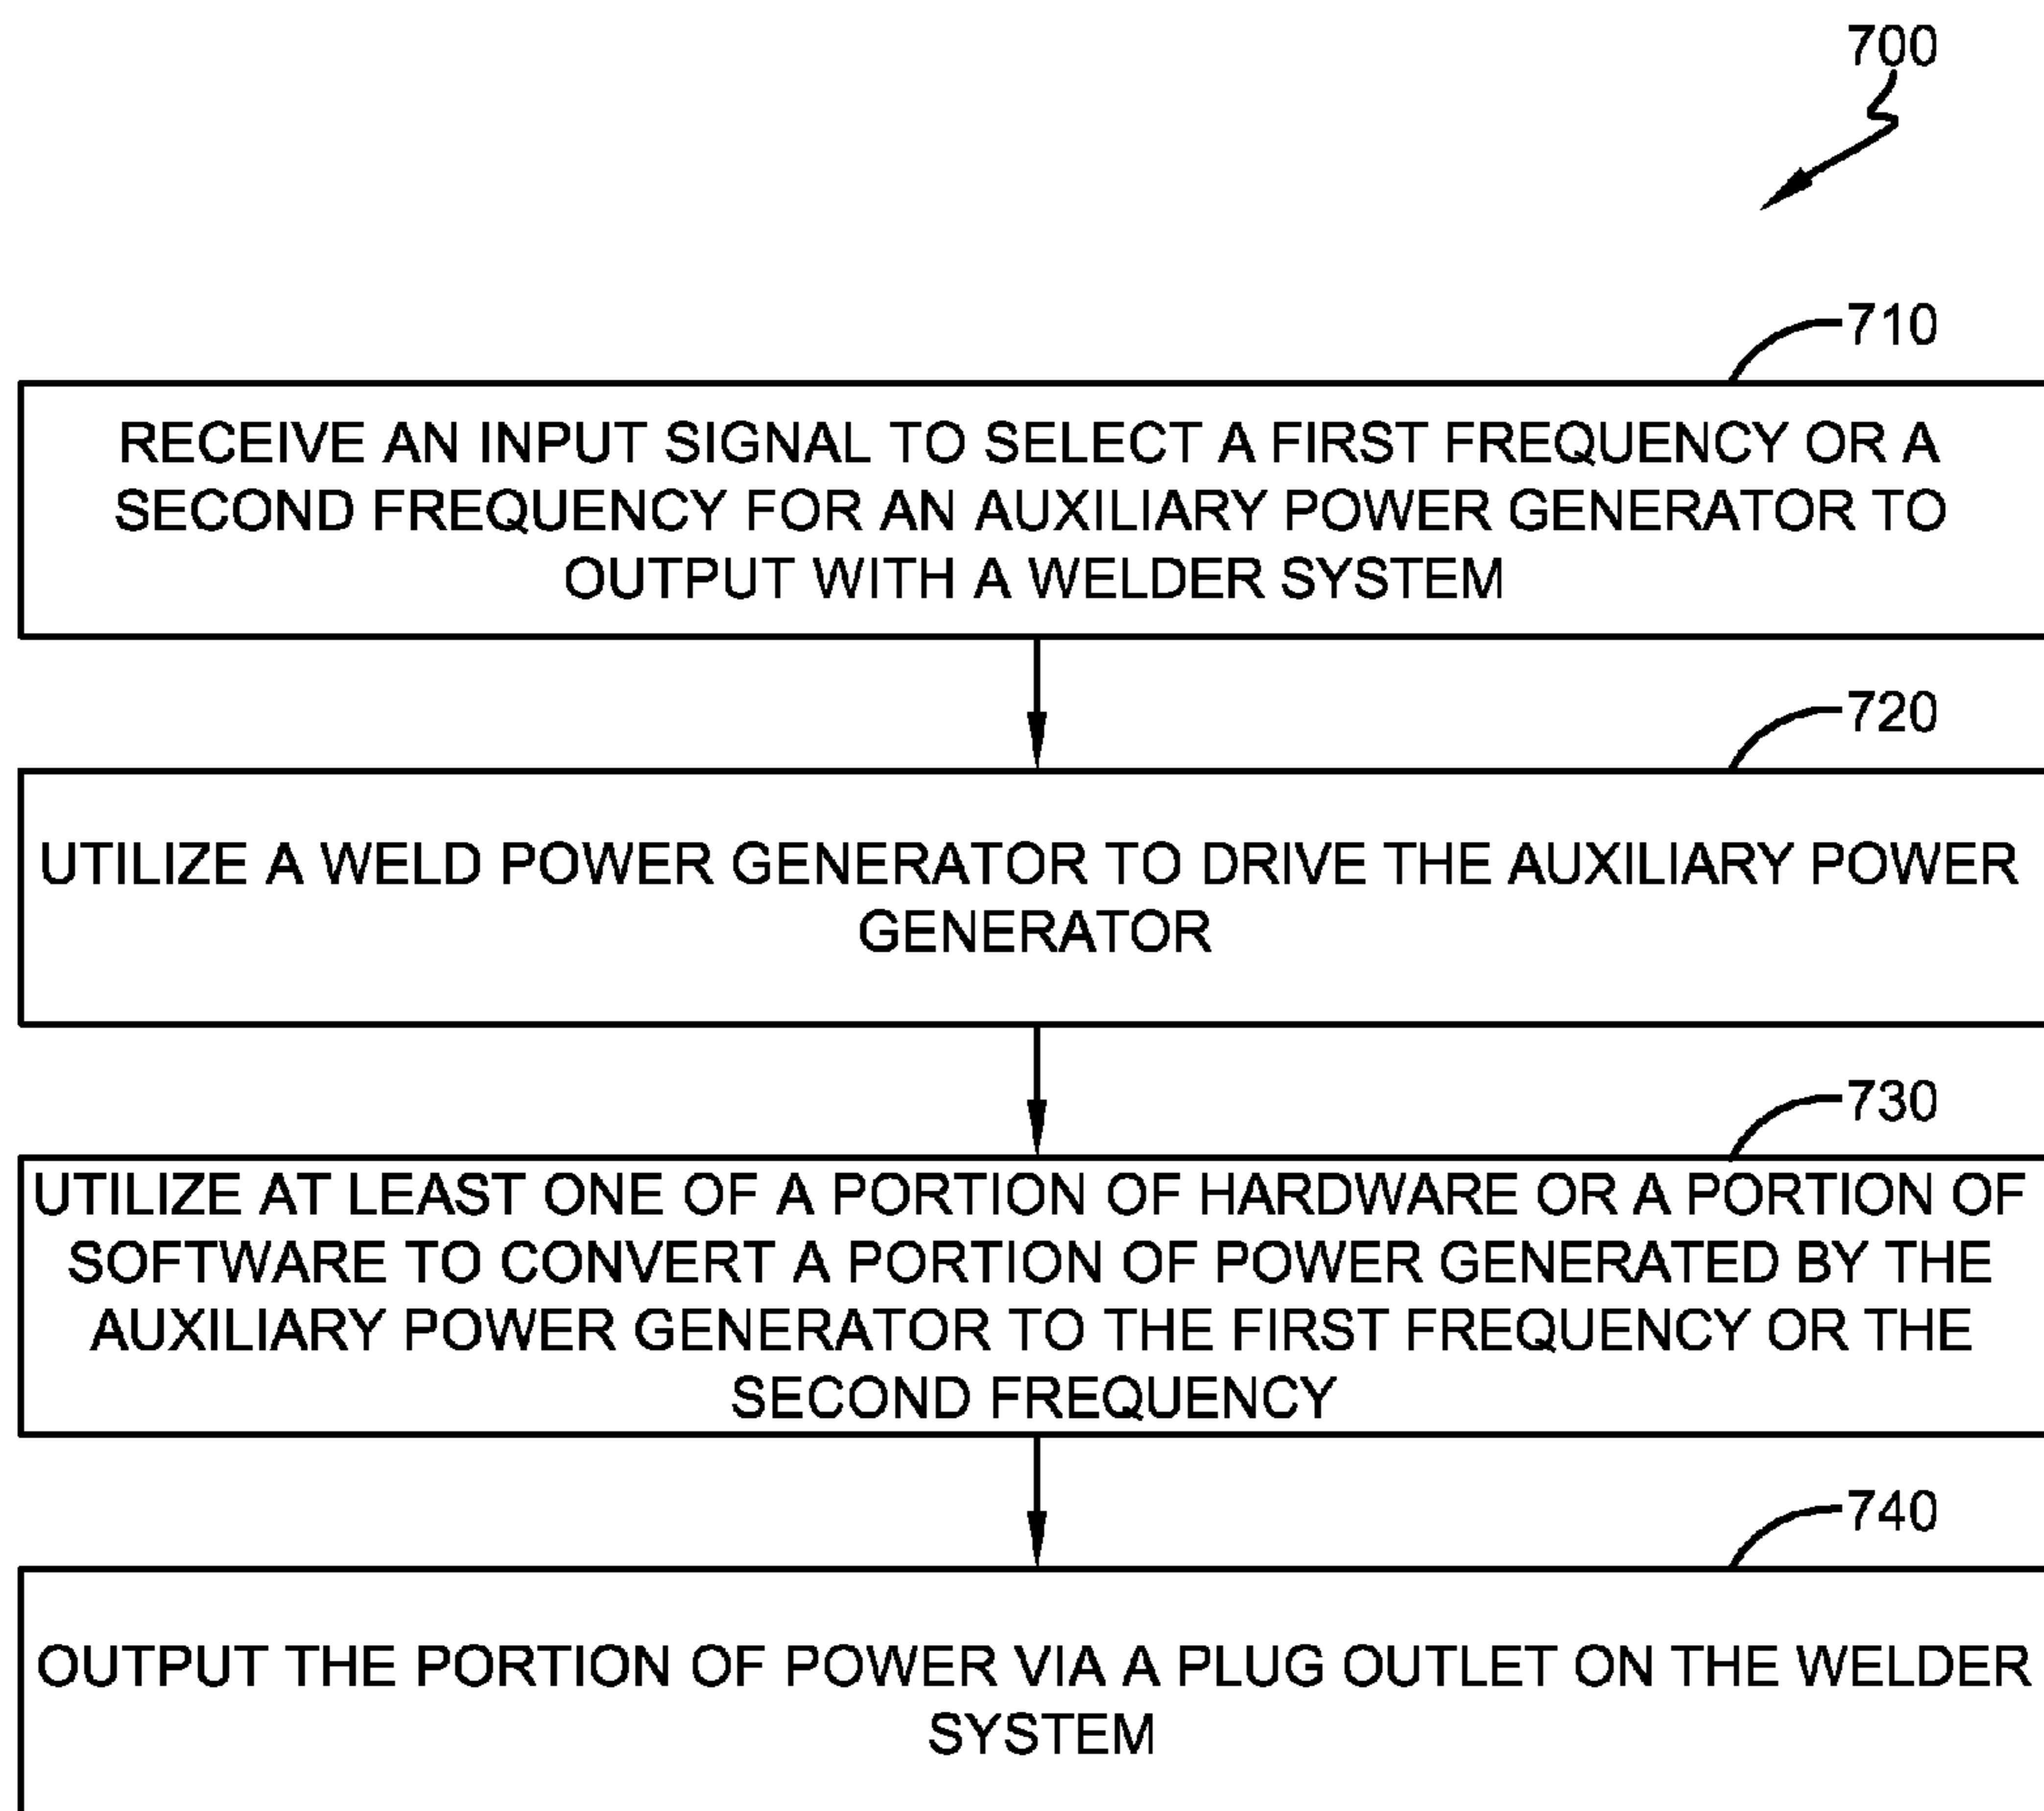 700
710
RECEIVE AN INPUT SIGNAL TO SELECT A FIRST FREQUENCY OR A
SECOND FREQUENCY FOR AN AUXILIARY POWER GENERATOR TO
OUTPUT WITH A WELDER SYSTEM
720
UTILIZE A WELD POWER GENERATOR TO DRIVE THE AUXILIARY POWER
GENERATOR
730
UTILIZE AT LEAST ONE OF A PORTION OF HARDWARE OR A PORTION OF
SOFTWARE TO CONVERT A PORTION OF POWER GENERATED BY THE
AUXILIARY POWER GENERATOR TO THE FIRST FREQUENCY OR THE
SECOND FREQUENCY
740
OUTPUT THE PORTION OF POWER VIA A PLUG OUTLET ON THE WELDER
SYSTEM